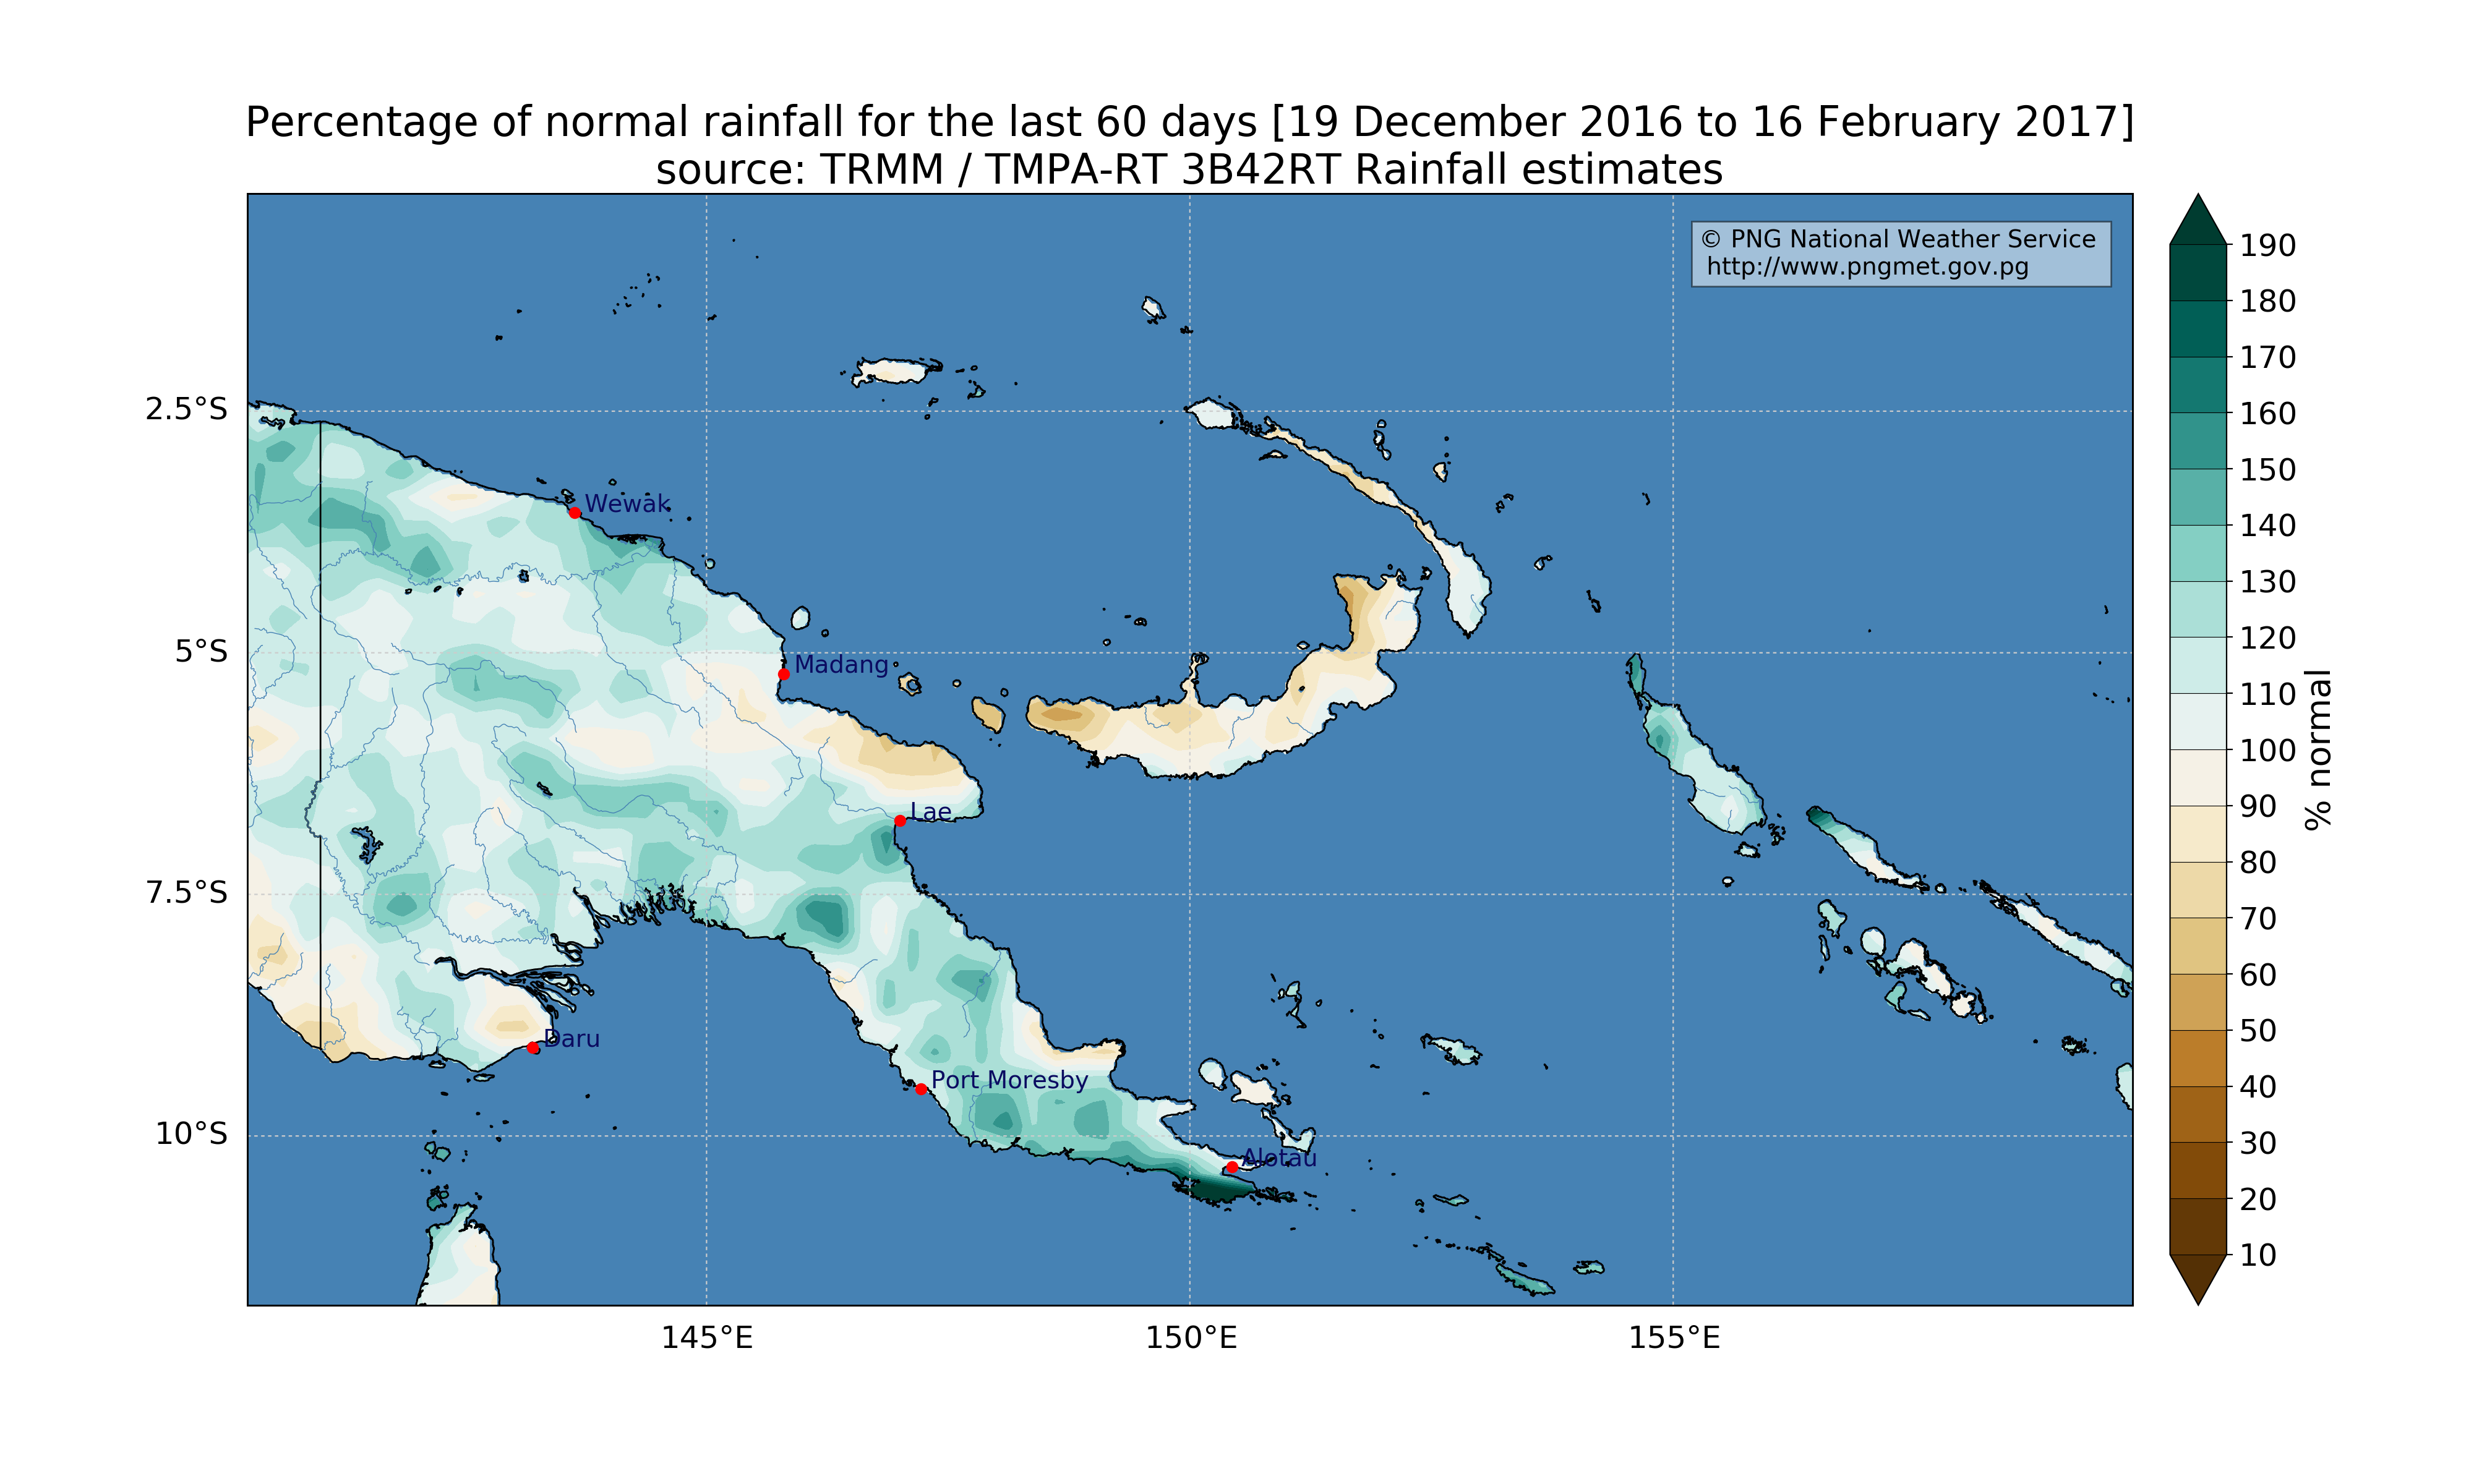 Percentage of normal rainfall for the last 60 days [19 December 2016 to 16 February 2017]
source: TRMM / TMPA-RT 3B42RT Rainfall estimates
© PNG National Weather Service
http://www.pngmet.gov.pg
2.5°S
5°S
7.5°S
10°S
145°E
150°E
155°E
Wewak
Madang
Lae
Daru
Port Moresby
Alotau
190
180
170
160
150
140
130
120
110
100
90
80
70
60
50
40
30
20
10
% normal